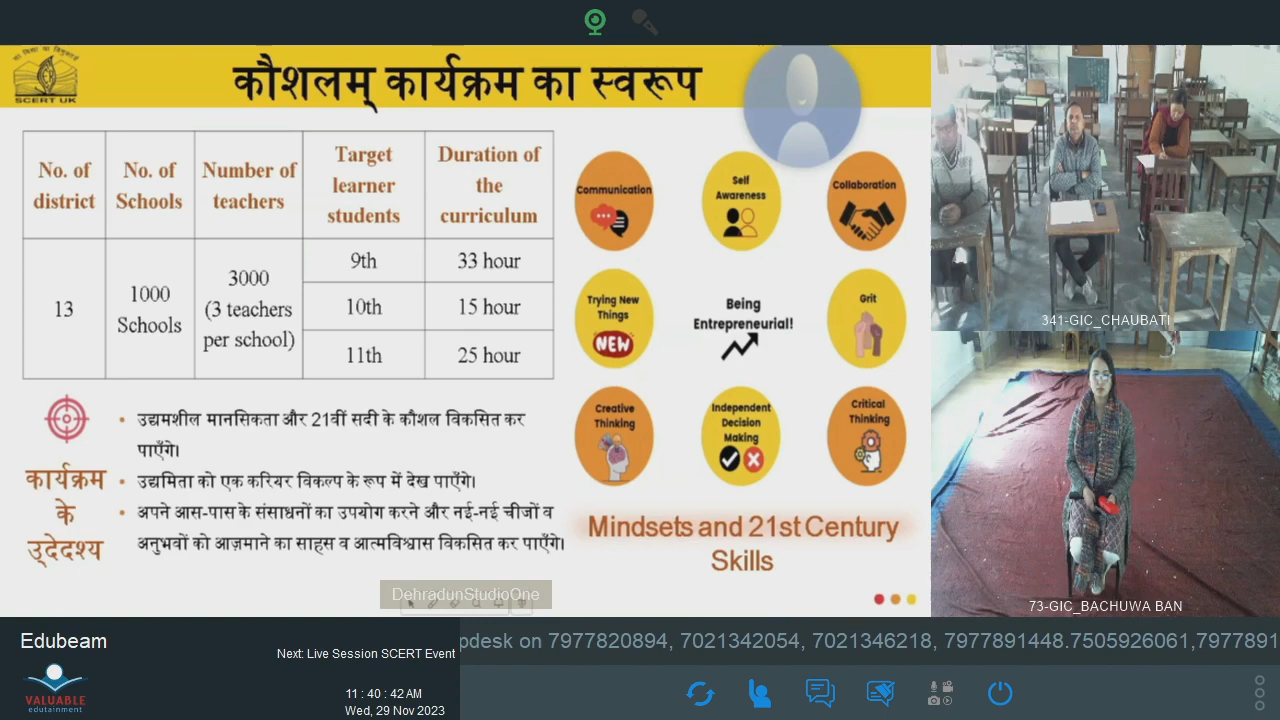 SCERT UK
कौशलम् कार्यक्रम का स्वरूप
No. of district
No. of Schools
Number of teachers
Target learner students
Duration of the curriculum
13
1000 Schools
3000 (3 teachers per school)
9th
33 hour
10th
15 hour
11th
25 hour
कार्यक्रम
के
उद्देश्य
उद्यमशील मानसिकता और 21वीं सदी के कौशल विकसित कर
पाएँगे।
उद्यमिता को एक करियर विकल्प के रूप में देख पाएँगे।
अपने आस-पास के संसाधनों का उपयोग करने और नई-नई चीजों व
अनुभवों को आज़माने का साहस व आत्मविश्वास विकसित कर पाएँगे।
Communication
Self
Awareness
Collaboration
Trying New
Things
NEW
Being
Entrepreneurial!
Grit
Creative
Thinking
Independent
Decision
Making
Critical
Thinking
Mindsets and 21st Century
Skills
DehradunStudioOne
341-GIC_CHAUBATI
73-GIC_BACHUWA BAN
Edubeam
VALUABLE
edutainment
Next: Live Session SCERT Event
11 : 40 : 42 AM
Wed, 29 Nov 2023
pdesk on 7977820894, 7021342054, 7021346218, 7977891448.7505926061,7977891